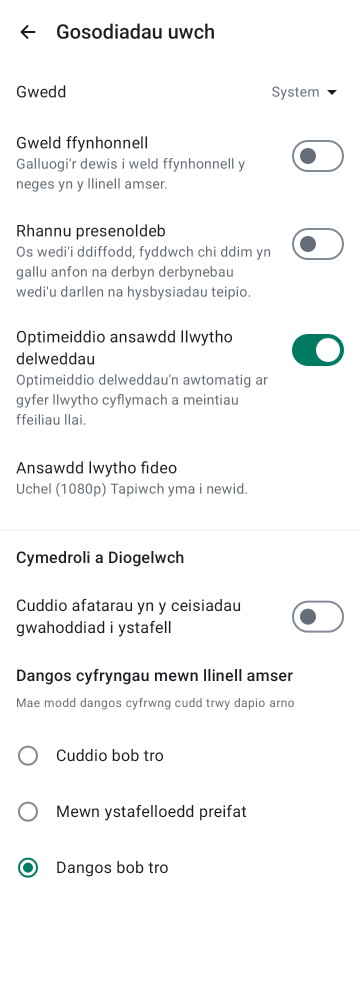 Gosodiadau uwch
Gwedd
System
Gweld ffynhonnell
Galluogi'r dewis i weld ffynhonnell y
neges yn y llinell amser.
Rhannu presenoldeb
Os wedi'i ddiffodd, fyddwch chi ddim yn
gallu anfon na derbyn derbynebau
wedi'u darllen na hysbysiadau teipio.
Optimeiddio ansawdd llwytho
delweddau
Optimeiddio delweddau'n awtomatig ar
gyfer llwytho cyflymach a meintiau
ffeiliau llai.
Ansawdd lwytho fideo
Uchel (1080p) Tapiwch yma i newid.
Cymedroli a Diogelwch
Cuddio afatarau yn y ceisiadau
gwahoddiad i ystafell
Dangos cyfryngau mewn llinell amser
Mae modd dangos cyfrwng cudd trwy dapio arno
Cuddio bob tro
Mewn ystafelloedd preifat
Dangos bob tro